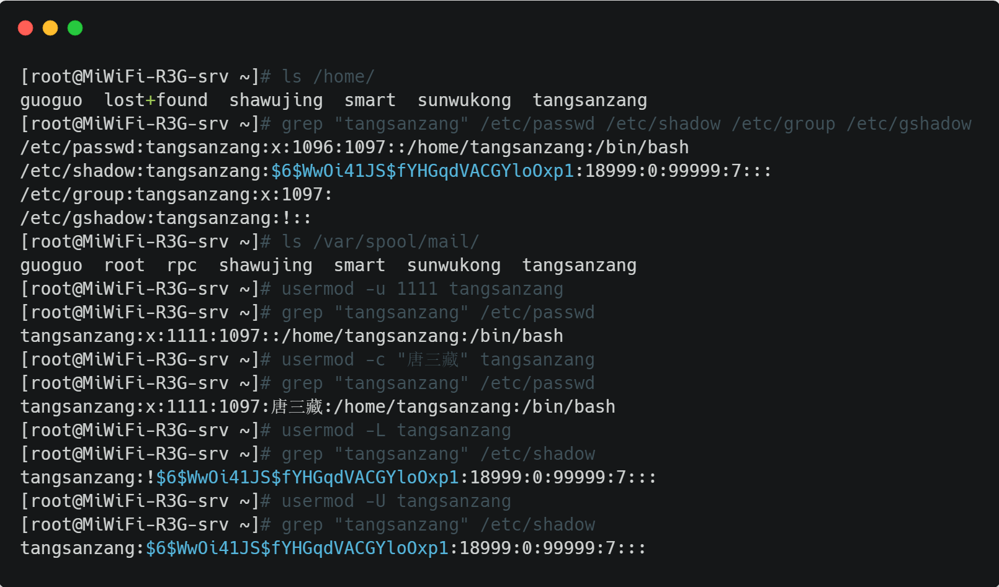 [root@MiWiFi-R3G-srv ~]# ls /home/
guoguo  lost+found  shawujing  smart  sunwukong  tangsanzang
[root@MiWiFi-R3G-srv ~]# grep "tangsanzang" /etc/passwd /etc/shadow /etc/group /etc/gshadow
/etc/passwd:tangsanzang:x:1096:1097::/home/tangsanzang:/bin/bash
/etc/shadow:tangsanzang:$6$WwOi41JS$fYHGqdVACGYloOxp1:18999:0:99999:7:::
/etc/group:tangsanzang:x:1097:
/etc/gshadow:tangsanzang:!::
[root@MiWiFi-R3G-srv ~]# ls /var/spool/mail/
guoguo  root  rpc  shawujing  smart  sunwukong  tangsanzang
[root@MiWiFi-R3G-srv ~]# usermod -u 1111 tangsanzang
[root@MiWiFi-R3G-srv ~]# grep "tangsanzang" /etc/passwd
tangsanzang:x:1111:1097::/home/tangsanzang:/bin/bash
[root@MiWiFi-R3G-srv ~]# usermod -c "唐三藏" tangsanzang
[root@MiWiFi-R3G-srv ~]# grep "tangsanzang" /etc/passwd
tangsanzang:x:1111:1097:唐三藏:/home/tangsanzang:/bin/bash
[root@MiWiFi-R3G-srv ~]# usermod -L tangsanzang
[root@MiWiFi-R3G-srv ~]# grep "tangsanzang" /etc/shadow
tangsanzang:!$6$WwOi41JS$fYHGqdVACGYloOxp1:18999:0:99999:7:::
[root@MiWiFi-R3G-srv ~]# usermod -U tangsanzang
[root@MiWiFi-R3G-srv ~]# grep "tangsanzang" /etc/shadow
tangsanzang:$6$WwOi41JS$fYHGqdVACGYloOxp1:18999:0:99999:7:::